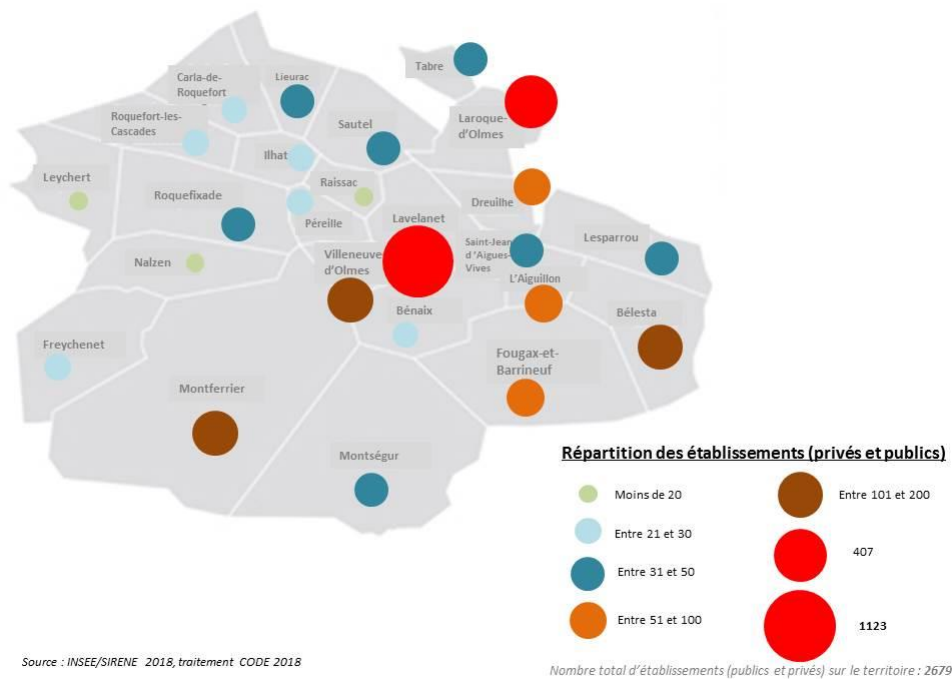 Tabre
Carla-de-
Roquefort
Lieurac
Roquefort-les-
Cascades
Sautel
Laroque-
d'Olmes
Ilhat
Leychert
Raissac
Roquefixade
Dreuilhe
Péreille
Lavelanet
Saint-Jean
d'Aigues-
Vives
Lesparrou
Nalzen
Villeneuve
d'Olmes
L'Aiguillon
Bénaix
Bélesta
Freychenet
Fougax-et-
Barrineuf
Montferrier
Montségur
Répartition des établissements (privés et publics)
Moins de 20
Entre 101 et 200
Entre 21 et 30
407
Entre 31 et 50
Entre 51 et 100
1123
Source : INSEE/SIRENE 2018, traitement CODE 2018
Nombre total d'établissements (publics et privés) sur le territoire : 2679